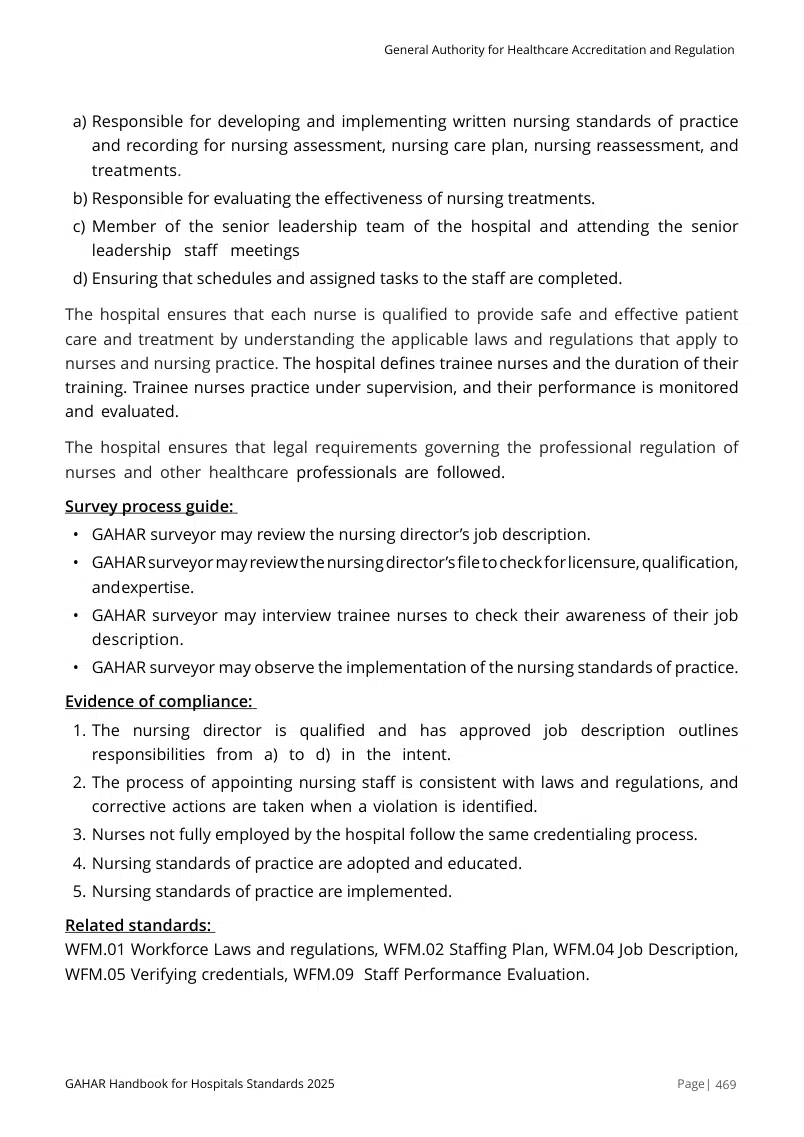 General Authority for Healthcare Accreditation and Regulation
a) Responsible for developing and implementing written nursing standards of practice
and recording for nursing assessment, nursing care plan, nursing reassessment, and
treatments.
b) Responsible for evaluating the effectiveness of nursing treatments.
c) Member of the senior leadership team of the hospital and attending the senior
leadership staff meetings
d) Ensuring that schedules and assigned tasks to the staff are completed.
The hospital ensures that each nurse is qualified to provide safe and effective patient
care and treatment by understanding the applicable laws and regulations that apply to
nurses and nursing practice. The hospital defines trainee nurses and the duration of their
training. Trainee nurses practice under supervision, and their performance is monitored
and evaluated.
The hospital ensures that legal requirements governing the professional regulation of
nurses and other healthcare professionals are followed.
Survey process guide:
• GAHAR surveyor may review the nursing director’s job description.
• GAHAR surveyor may review the nursing director’s file to check for licensure, qualification,
and expertise.
• GAHAR surveyor may interview trainee nurses to check their awareness of their job
description.
• GAHAR surveyor may observe the implementation of the nursing standards of practice.
Evidence of compliance:
1. The nursing director is qualified and has approved job description outlines
responsibilities from a) to d) in the intent.
2. The process of appointing nursing staff is consistent with laws and regulations, and
corrective actions are taken when a violation is identified.
3. Nurses not fully employed by the hospital follow the same credentialing process.
4. Nursing standards of practice are adopted and educated.
5. Nursing standards of practice are implemented.
Related standards:
WFM.01 Workforce Laws and regulations, WFM.02 Staffing Plan, WFM.04 Job Description,
WFM.05 Verifying credentials, WFM.09 Staff Performance Evaluation.
GAHAR Handbook for Hospitals Standards 2025
Page| 469